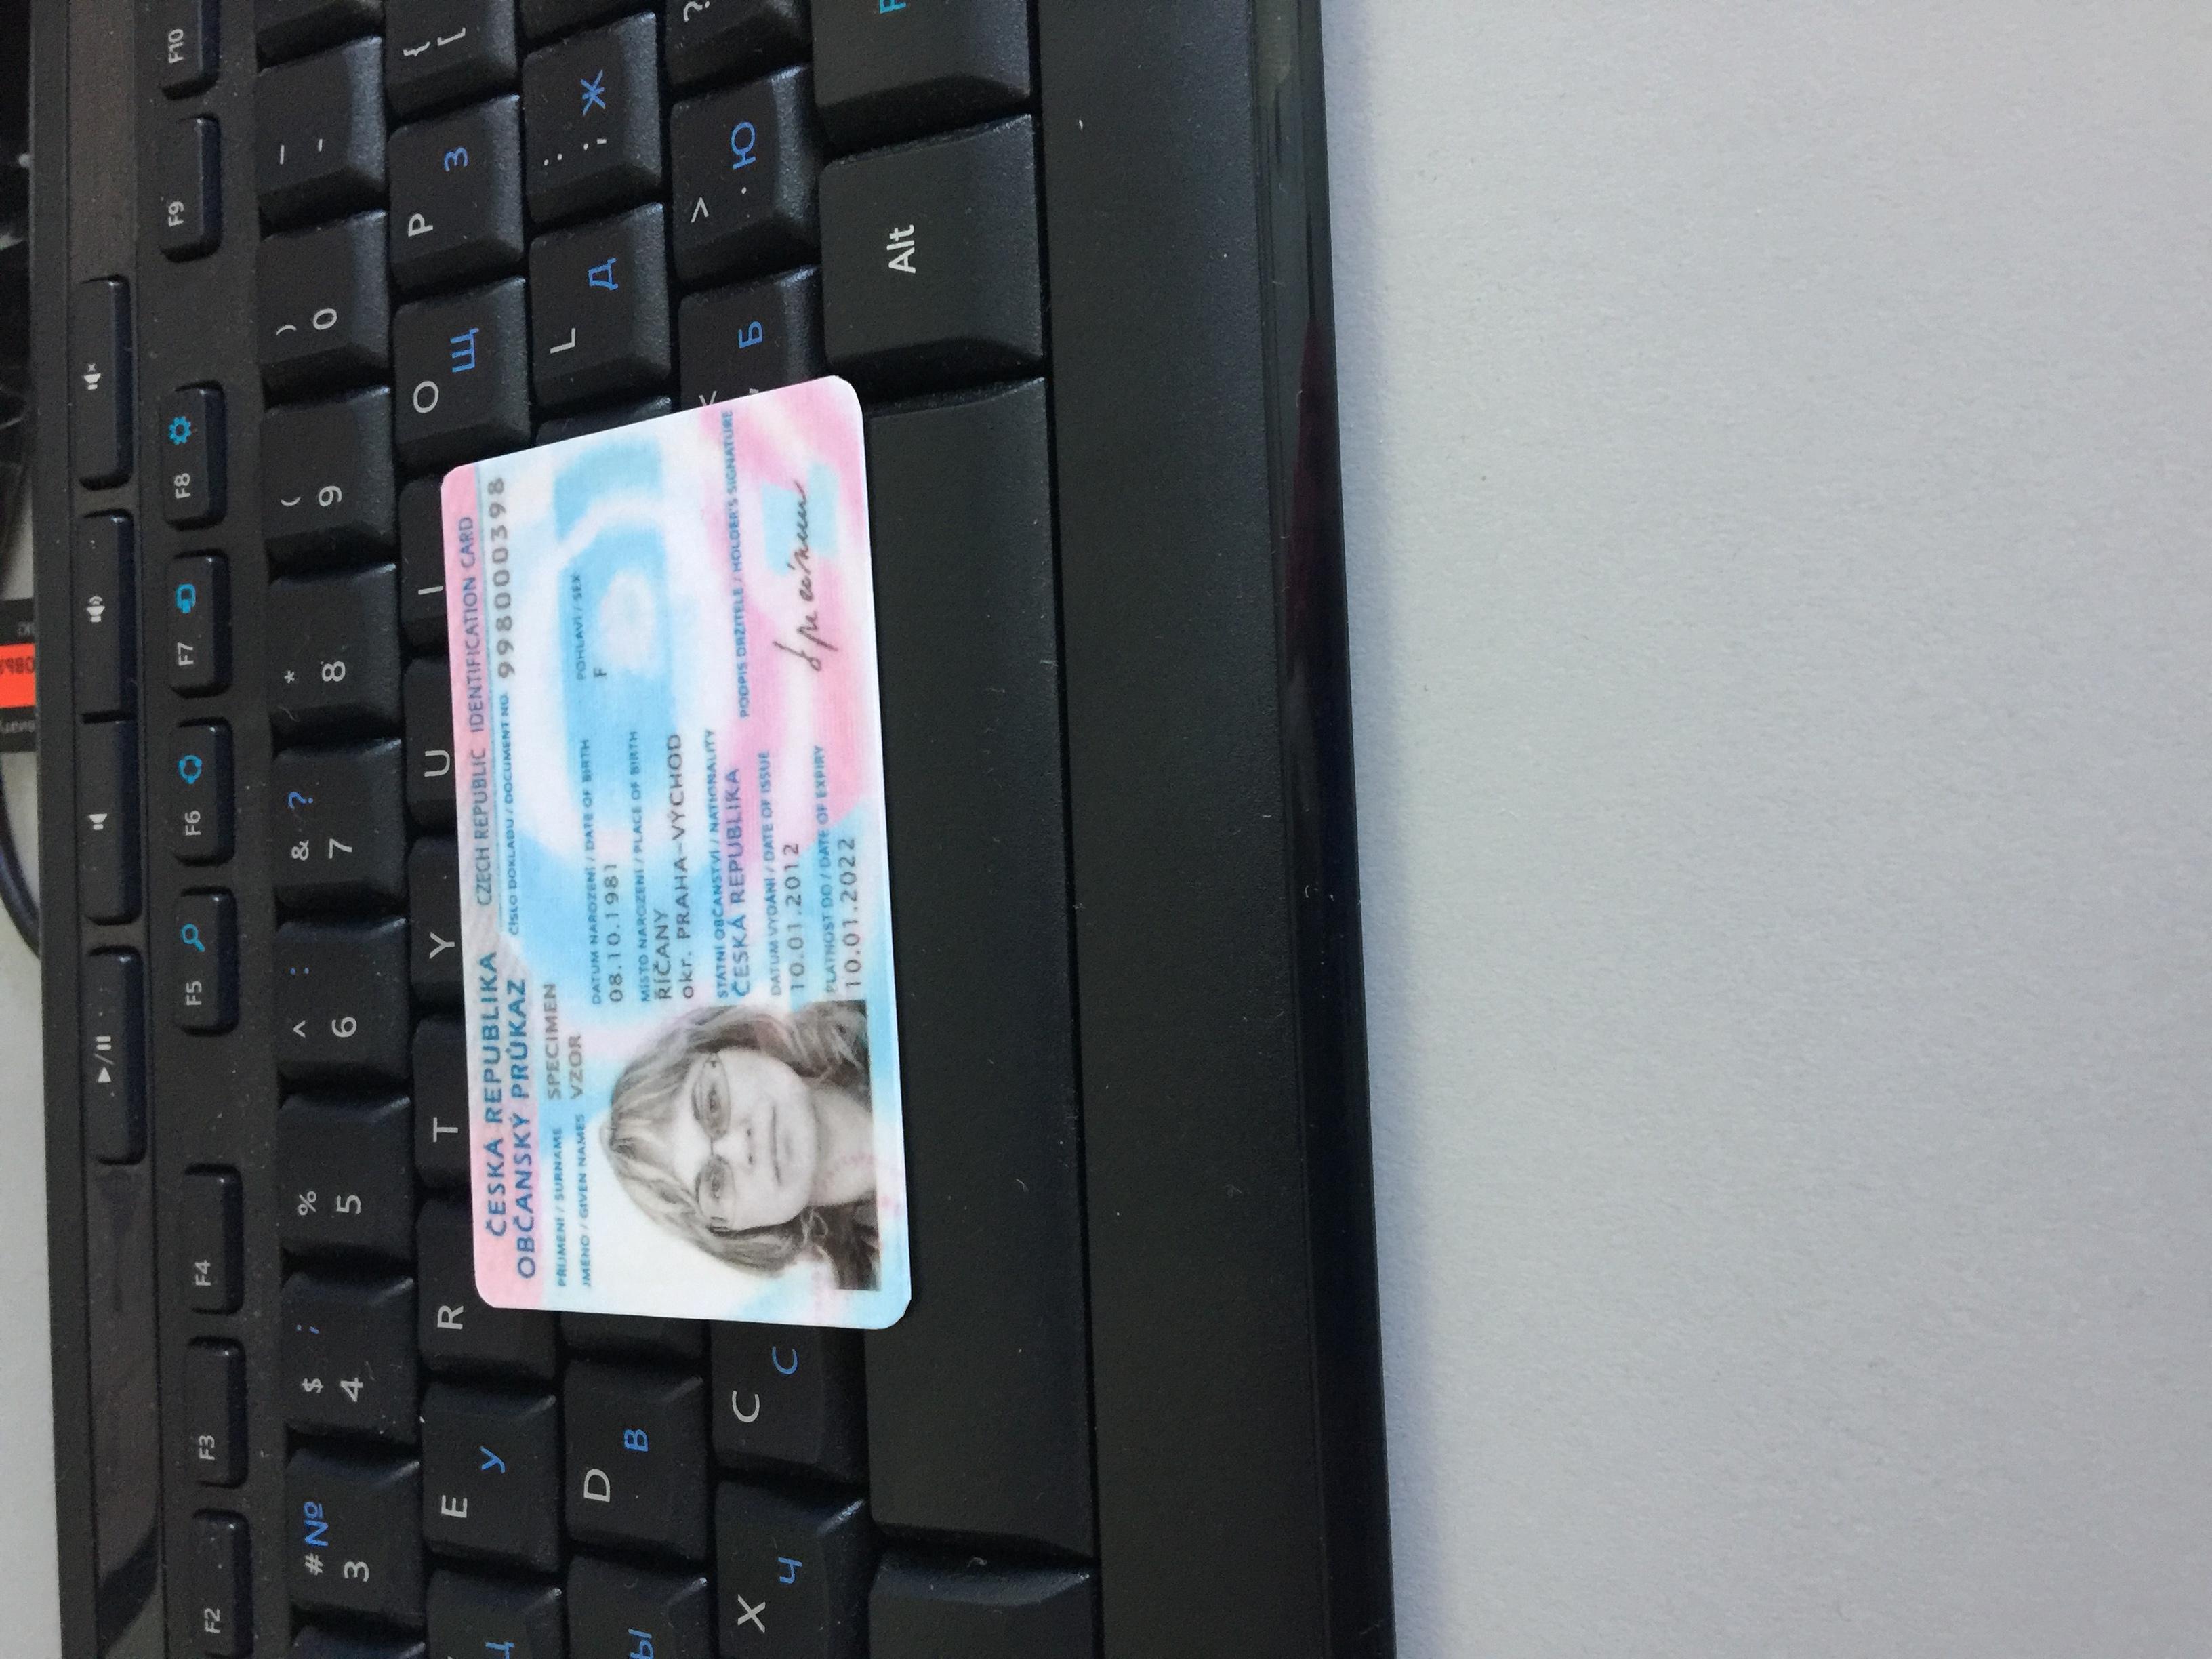 F2 F3 F4 F5 F6 F7 F8 F9 F10
# № 3 $ ; 4 % 5 ^ : 6 & ? 7 * 8 ( 9 ) 0 _ -
E У R T Y U I O Щ P З { [
D В L Д : ; Ж
X Ч C С Б > . Ю ?
Alt
ČESKÁ REPUBLIKA CZECH REPUBLIC IDENTIFICATION CARD
OBČANSKÝ PRŮKAZ ČÍSLO DOKLADU / DOCUMENT NO. 998000398
PŘÍJMENÍ / SURNAME SPECIMEN
JMÉNO / GIVEN NAMES VZOR
DATUM NAROZENÍ / DATE OF BIRTH POHLAVÍ / SEX
08.10.1981 F
MÍSTO NAROZENÍ / PLACE OF BIRTH
ŘÍČANY
okr. PRAHA-VÝCHOD
STÁTNÍ OBČANSTVÍ / NATIONALITY
ČESKÁ REPUBLIKA PODPIS DRŽITELE / HOLDER'S SIGNATURE
DATUM VYDÁNÍ / DATE OF ISSUE
10.01.2012 Specimen
PLATNOST DO / DATE OF EXPIRY
10.01.2022